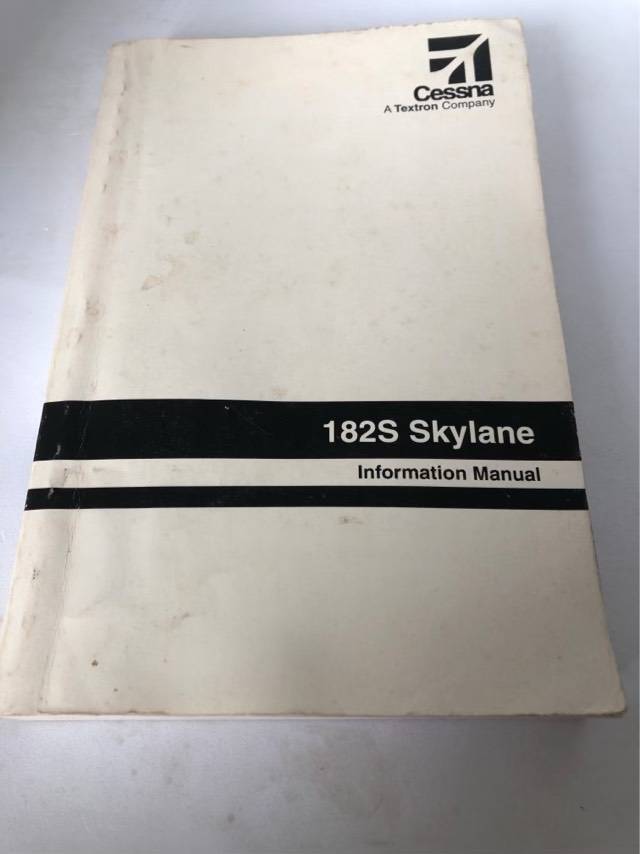 Cessna
A Textron Company
182S Skylane
Information Manual